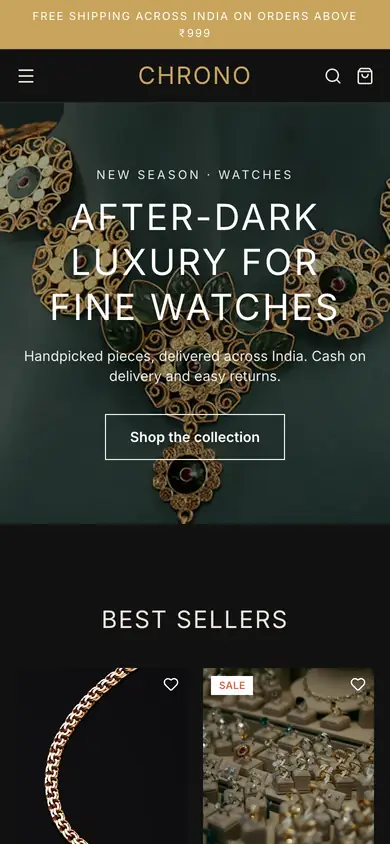 FREE SHIPPING ACROSS INDIA ON ORDERS ABOVE
₹999
CHRONO
NEW SEASON · WATCHES
AFTER-DARK
LUXURY FOR
FINE WATCHES
Handpicked pieces, delivered across India. Cash on
delivery and easy returns.
Shop the collection
BEST SELLERS
SALE